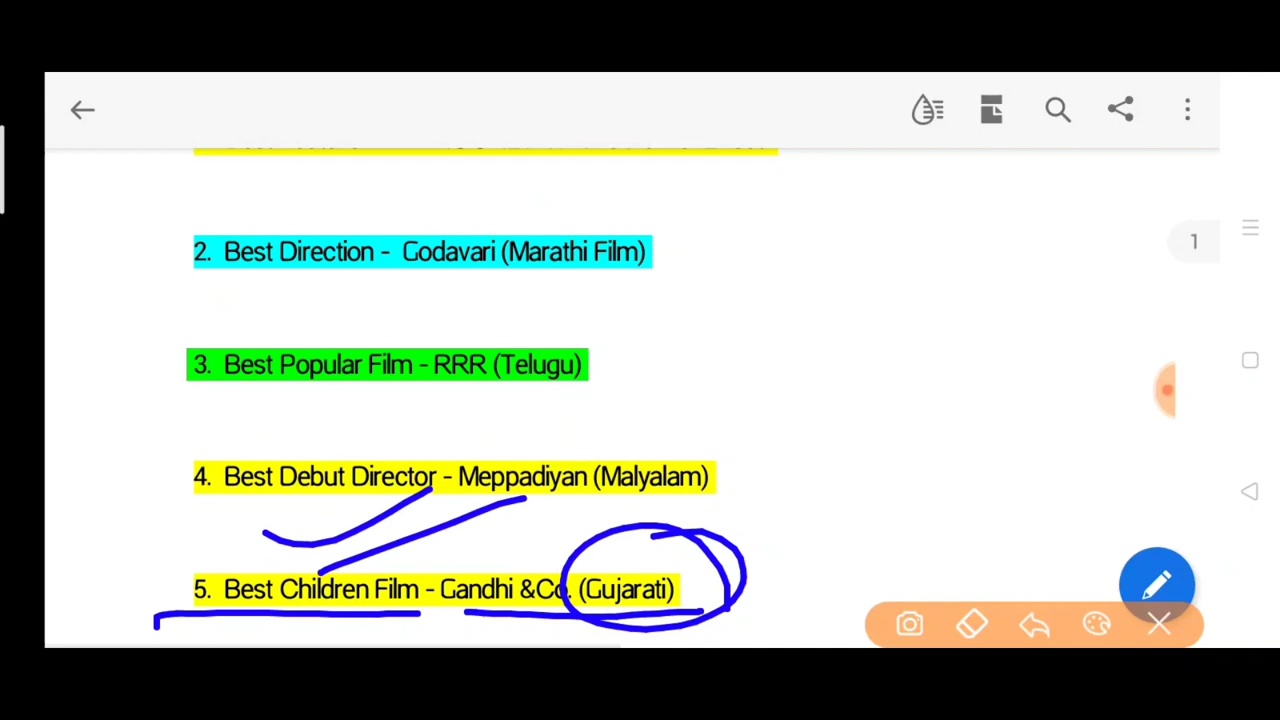 1
2. Best Direction - Godavari (Marathi Film)
3. Best Popular Film - RRR (Telugu)
4. Best Debut Director - Meppadiyan (Malyalam)
5. Best Children Film - Gandhi &Co. (Gujarati)